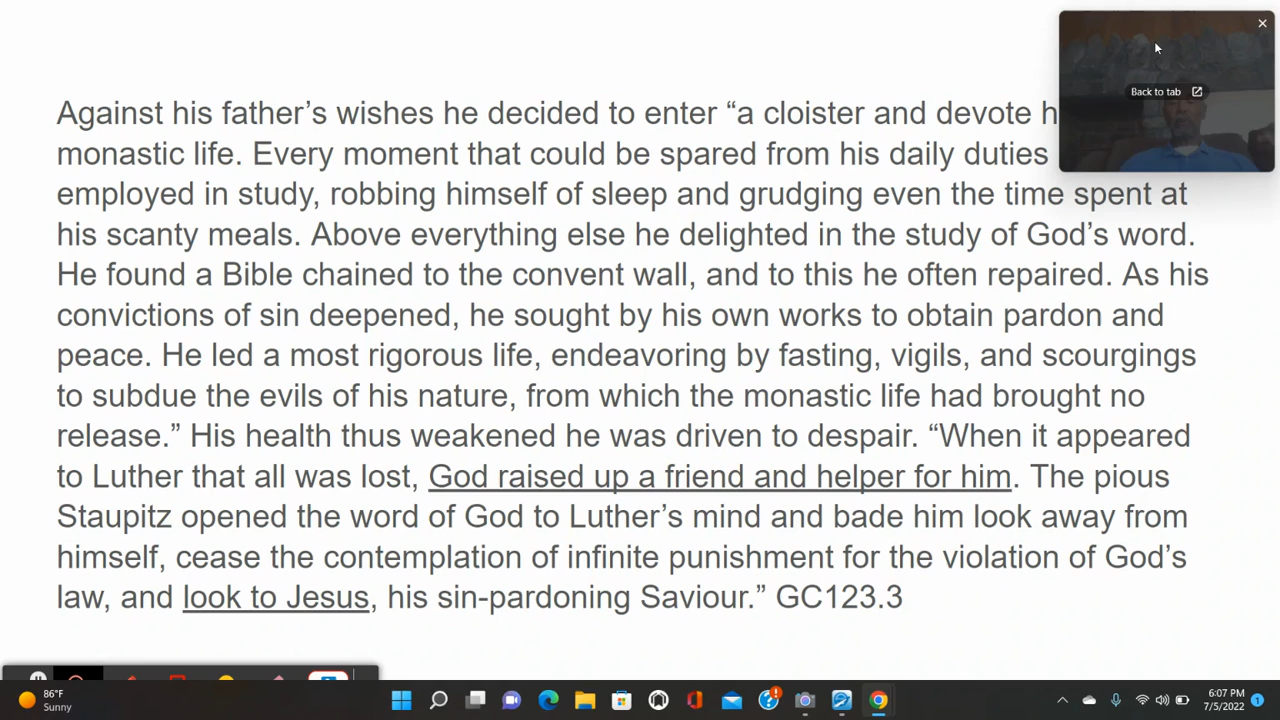 Against his father’s wishes he decided to enter “a cloister and devote h
Back to tab
monastic life. Every moment that could be spared from his daily duties
employed in study, robbing himself of sleep and grudging even the time spent at
his scanty meals. Above everything else he delighted in the study of God’s word.
He found a Bible chained to the convent wall, and to this he often repaired. As his
convictions of sin deepened, he sought by his own works to obtain pardon and
peace. He led a most rigorous life, endeavoring by fasting, vigils, and scourgings
to subdue the evils of his nature, from which the monastic life had brought no
release.” His health thus weakened he was driven to despair. “When it appeared
to Luther that all was lost, God raised up a friend and helper for him. The pious
Staupitz opened the word of God to Luther’s mind and bade him look away from
himself, cease the contemplation of infinite punishment for the violation of God’s
law, and look to Jesus, his sin-pardoning Saviour.” GC123.3
86°F
Sunny
6:07 PM
7/5/2022
1